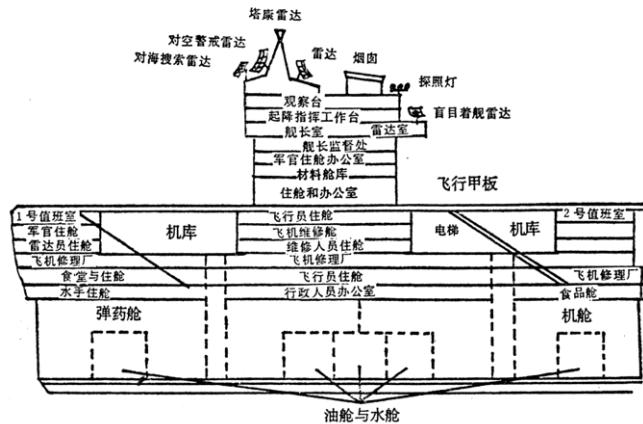 塔康雷达
对空警戒雷达
对海搜索雷达
雷达
烟囱
探照灯
盲目着舰雷达
观察台
起降指挥工作台
舰长室
雷达室
舰长监督处
军官住舱办公室
材料舱库
住舱和办公室
飞行甲板
1号值班室
飞行员住舱
2号值班室
军官住舱
机库
飞机维修舱
电梯
机库
雷达员住舱
维修人员住舱
飞机修理厂
飞机修理厂
食堂与住舱
飞行员住舱
飞机修理厂
水手住舱
行政人员办公室
食品舱
弹药舱
机舱
油舱与水舱